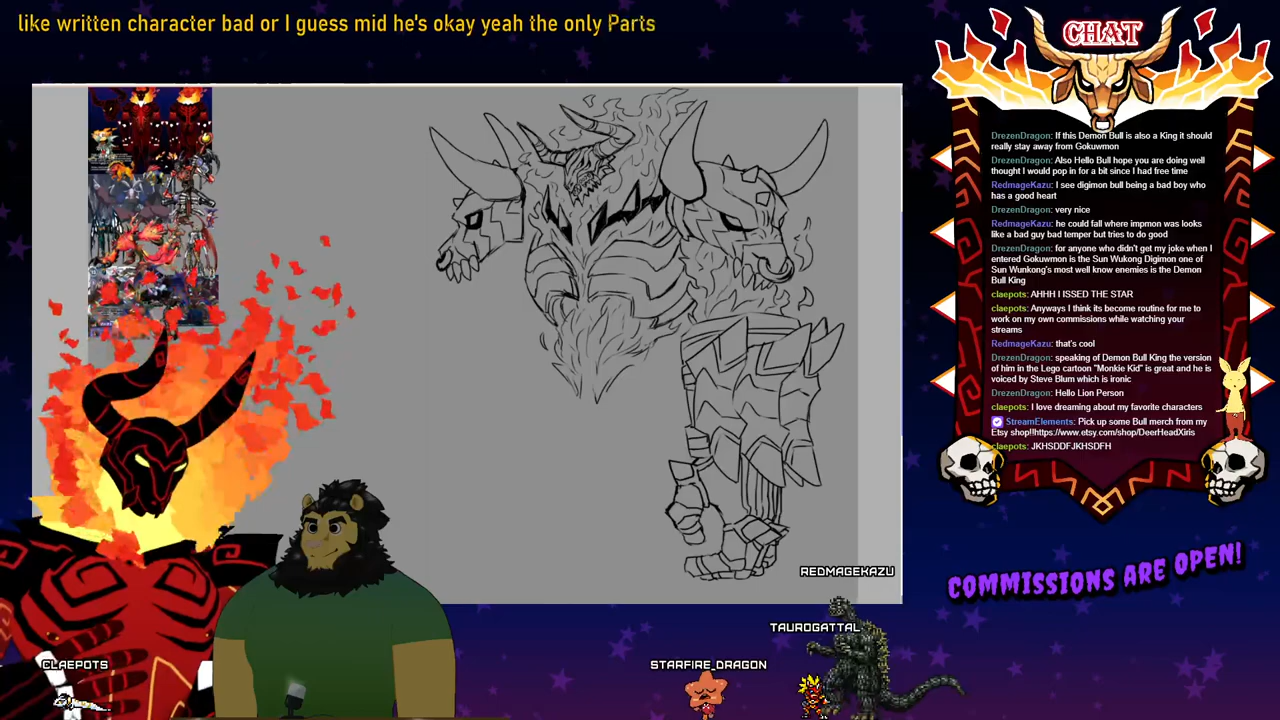 like written character bad or I guess mid he's okay yeah the only Parts
CHAT
DrezenDragon: If this Demon Bull is also a King it should
really stay away from Gokuwmon
DrezenDragon: Also Hello Bull hope you are doing well
thought I would pop in for a bit since I had free time
RedmageKazu: I see digimon bull being a bad boy who
has a good heart
DrezenDragon: very nice
RedmageKazu: he could fall where impmon was looks
like a bad guy bad temper but tries to do good
DrezenDragon: for anyone who didn't get my joke when I
entered Gokuwmon is the Sun Wukong Digimon one of
Sun Wunkong's most well know enemies is the Demon
Bull King
claepots: AHHH I ISSED THE STAR
claepots: Anyways I think its become routine for me to
work on my own commissions while watching your
streams
RedmageKazu: that's cool
DrezenDragon: speaking of Demon Bull King the version
of him in the Lego cartoon "Monkie Kid" is great and he is
voiced by Steve Blum which is ironic
DrezenDragon: Hello Lion Person
claepots: I love dreaming about my favorite characters
StreamElements: Pick up some Bull merch from my
Etsy shop!!https://www.etsy.com/shop/DeerHeadXiris
claepots: JKHSDDFJKHSDFH
COMMISSIONS ARE OPEN!
REDMAGEKAZU
TAUROGATTAL
CLAEPOTS
STARFIRE_DRAGON